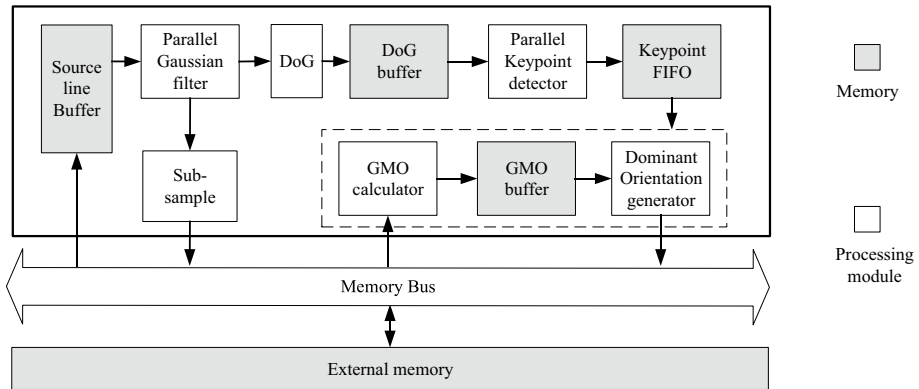 Source
line
Buffer
Parallel
Gaussian
filter
DoG
DoG
buffer
Parallel
Keypoint
detector
Keypoint
FIFO
Memory
Sub-
sample
GMO
calculator
GMO
buffer
Dominant
Orientation
generator
Processing
module
Memory Bus
External memory